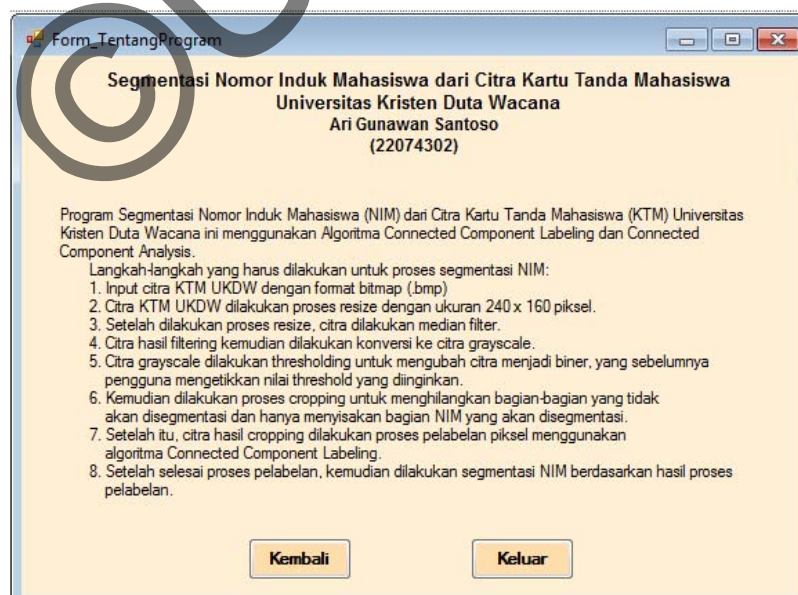 Form_TentangProgram
Segmentasi Nomor Induk Mahasiswa dari Citra Kartu Tanda Mahasiswa
Universitas Kristen Duta Wacana
Ari Gunawan Santoso
(22074302)
Program Segmentasi Nomor Induk Mahasiswa (NIM) dari Citra Kartu Tanda Mahasiswa (KTM) Universitas
Kristen Duta Wacana ini menggunakan Algoritma Connected Component Labeling dan Connected
Component Analysis.
Langkah-langkah yang harus dilakukan untuk proses segmentasi NIM:
1. Input citra KTM UKDW dengan format bitmap (.bmp)
2. Citra KTM UKDW dilakukan proses resize dengan ukuran 240 x 160 piksel.
3. Setelah dilakukan proses resize, citra dilakukan median filter.
4. Citra hasil filtering kemudian dilakukan konversi ke citra grayscale.
5. Citra grayscale dilakukan thresholding untuk mengubah citra menjadi biner, yang sebelumnya
pengguna mengetikkan nilai threshold yang diinginkan.
6. Kemudian dilakukan proses cropping untuk menghilangkan bagian-bagian yang tidak
akan disegmentasi dan hanya menyisakan bagian NIM yang akan disegmentasi.
7. Setelah itu, citra hasil cropping dilakukan proses pelabelan piksel menggunakan
algoritma Connected Component Labeling.
8. Setelah selesai proses pelabelan, kemudian dilakukan segmentasi NIM berdasarkan hasil proses
pelabelan.
Kembali
Keluar